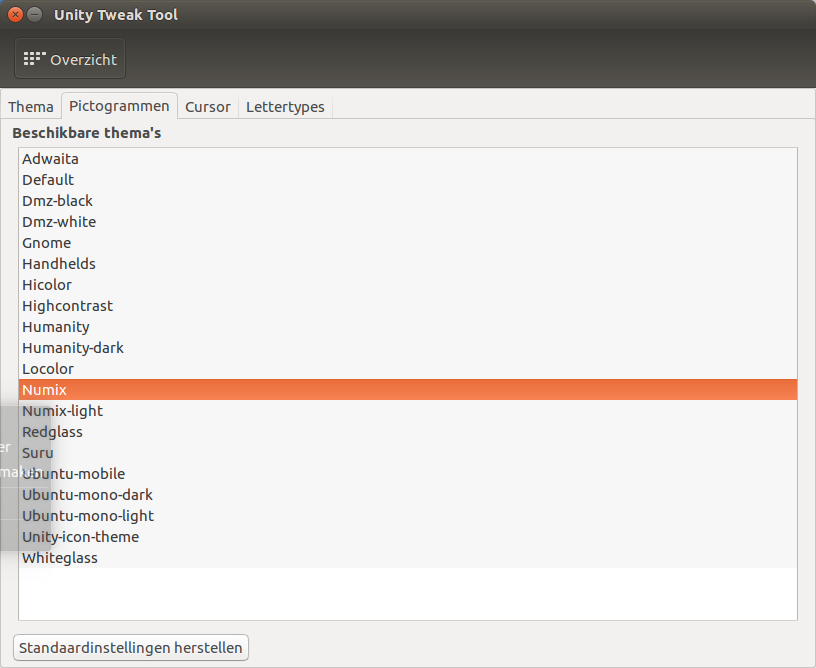 Unity Tweak Tool
Overzicht
Thema Pictogrammen Cursor Lettertypes
Beschikbare thema's
Adwaita
Default
Dmz-black
Dmz-white
Gnome
Handhelds
Hicolor
Highcontrast
Humanity
Humanity-dark
Locolor
Numix
Numix-light
Redglass
er
Suru
maken
Ubuntu-mobile
Ubuntu-mono-dark
Ubuntu-mono-light
Unity-icon-theme
Whiteglass
Standaardinstellingen herstellen